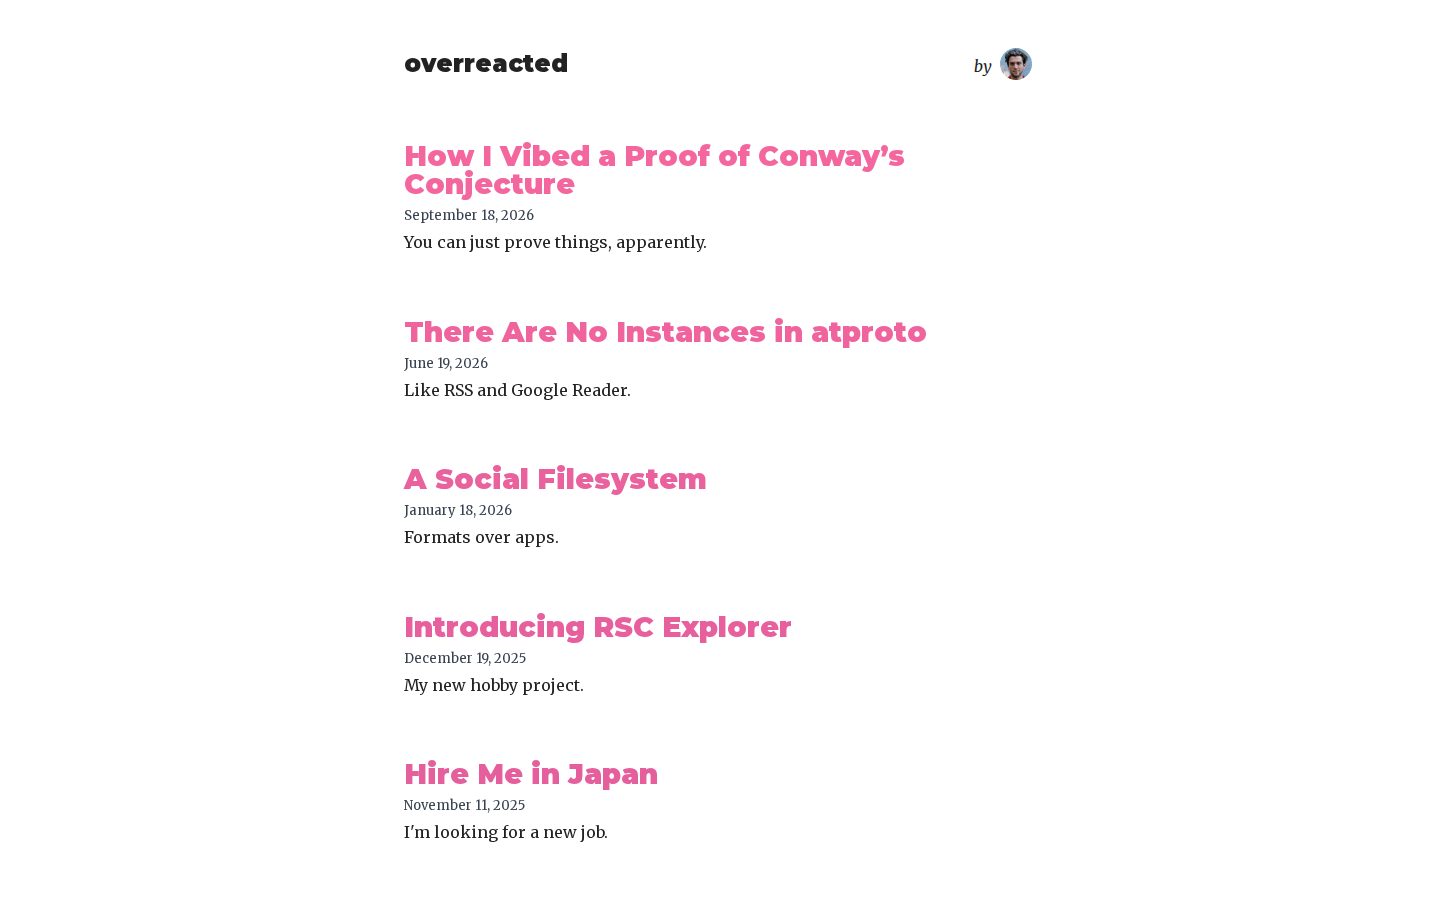 overreacted
by
How I Vibed a Proof of Conway’s
Conjecture
September 18, 2026
You can just prove things, apparently.
There Are No Instances in atproto
June 19, 2026
Like RSS and Google Reader.
A Social Filesystem
January 18, 2026
Formats over apps.
Introducing RSC Explorer
December 19, 2025
My new hobby project.
Hire Me in Japan
November 11, 2025
I'm looking for a new job.